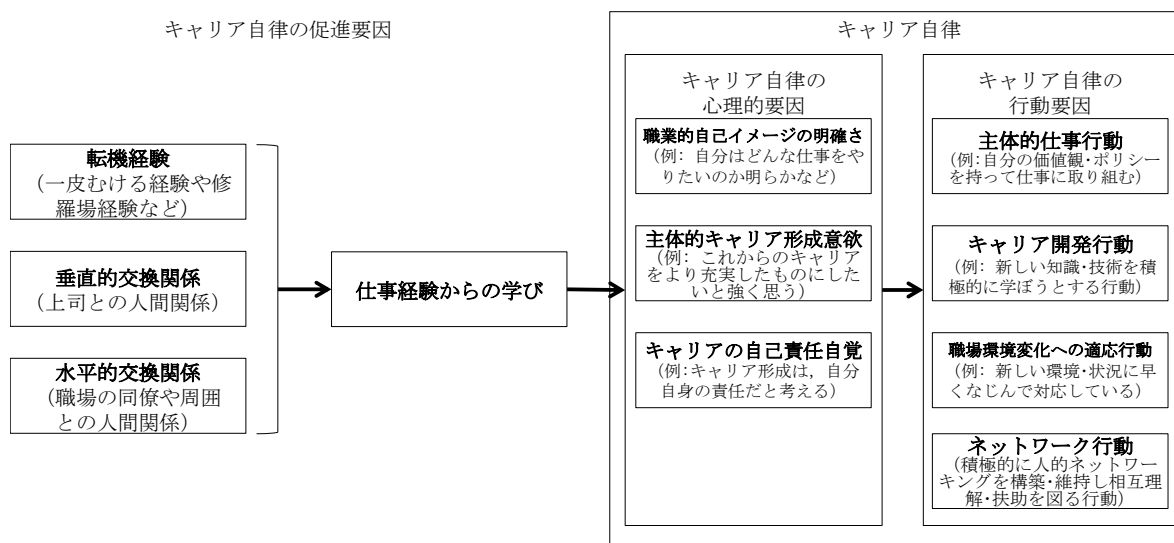 キャリア自律の促進要因
転機経験
（一皮むける経験や修
羅場経験など）
垂直的交換関係
（上司との人間関係）
水平的交換関係
（職場の同僚や周囲
との人間関係）
仕事経験からの学び
キャリア自律
キャリア自律の
心理的要因
職業的自己イメージの明確さ
（例: 自分はどんな仕事をや
りたいのか明らかなど）
主体的キャリア形成意欲
（例: これからのキャリア
をより充実したものにした
いと強く思う）
キャリアの自己責任自覚
（例:キャリア形成は，自分
自身の責任だと考える）
キャリア自律の
行動要因
主体的仕事行動
（例:自分の価値観・ポリシー
を持って仕事に取り組む）
キャリア開発行動
（例: 新しい知識・技術を積
極的に学ぼうとする行動）
職場環境変化への適応行動
（例: 新しい環境・状況に早
くなじんで対応している）
ネットワーク行動
（積極的に人的ネットワー
キングを構築・維持し相互理
解・扶助を図る行動）